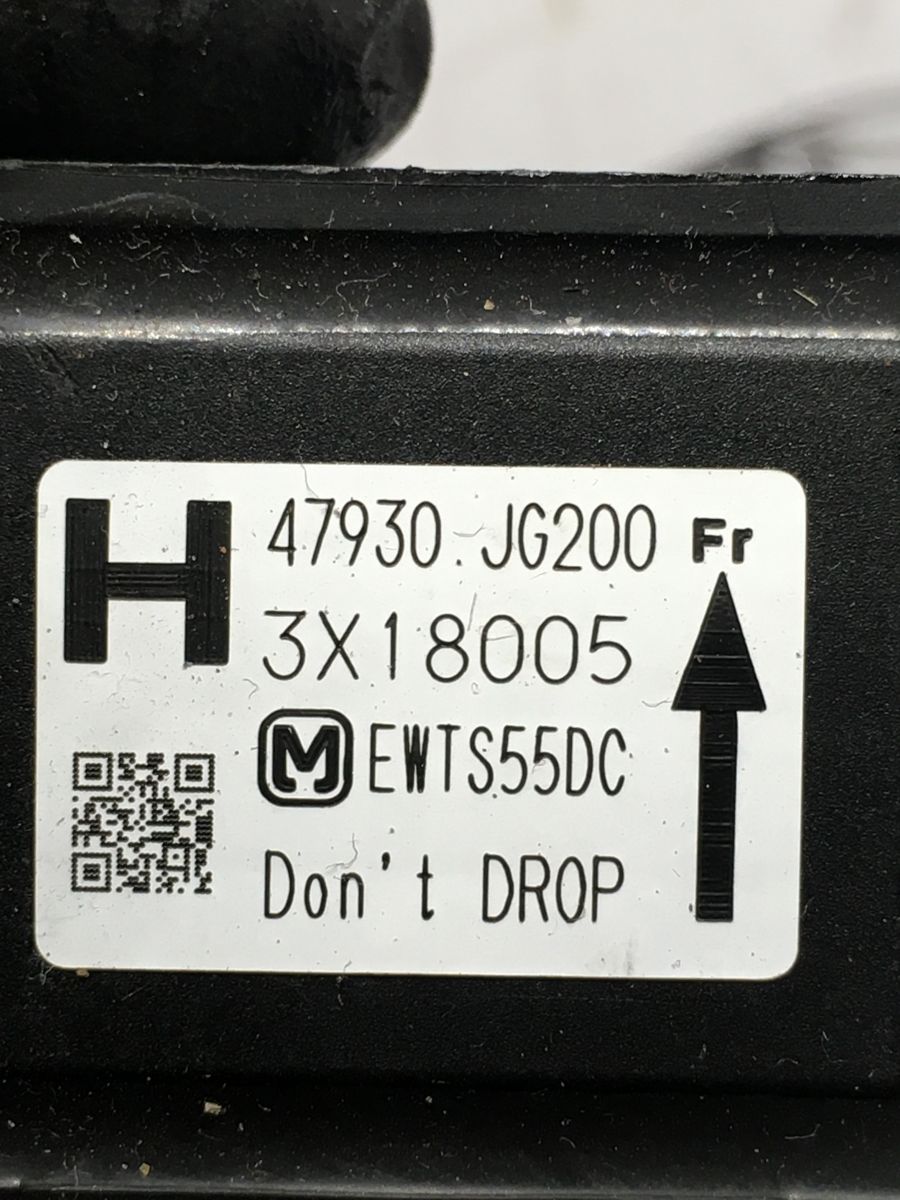 H 47930.JG200 Fr
3X18005
M EWTS55DC
Don't DROP